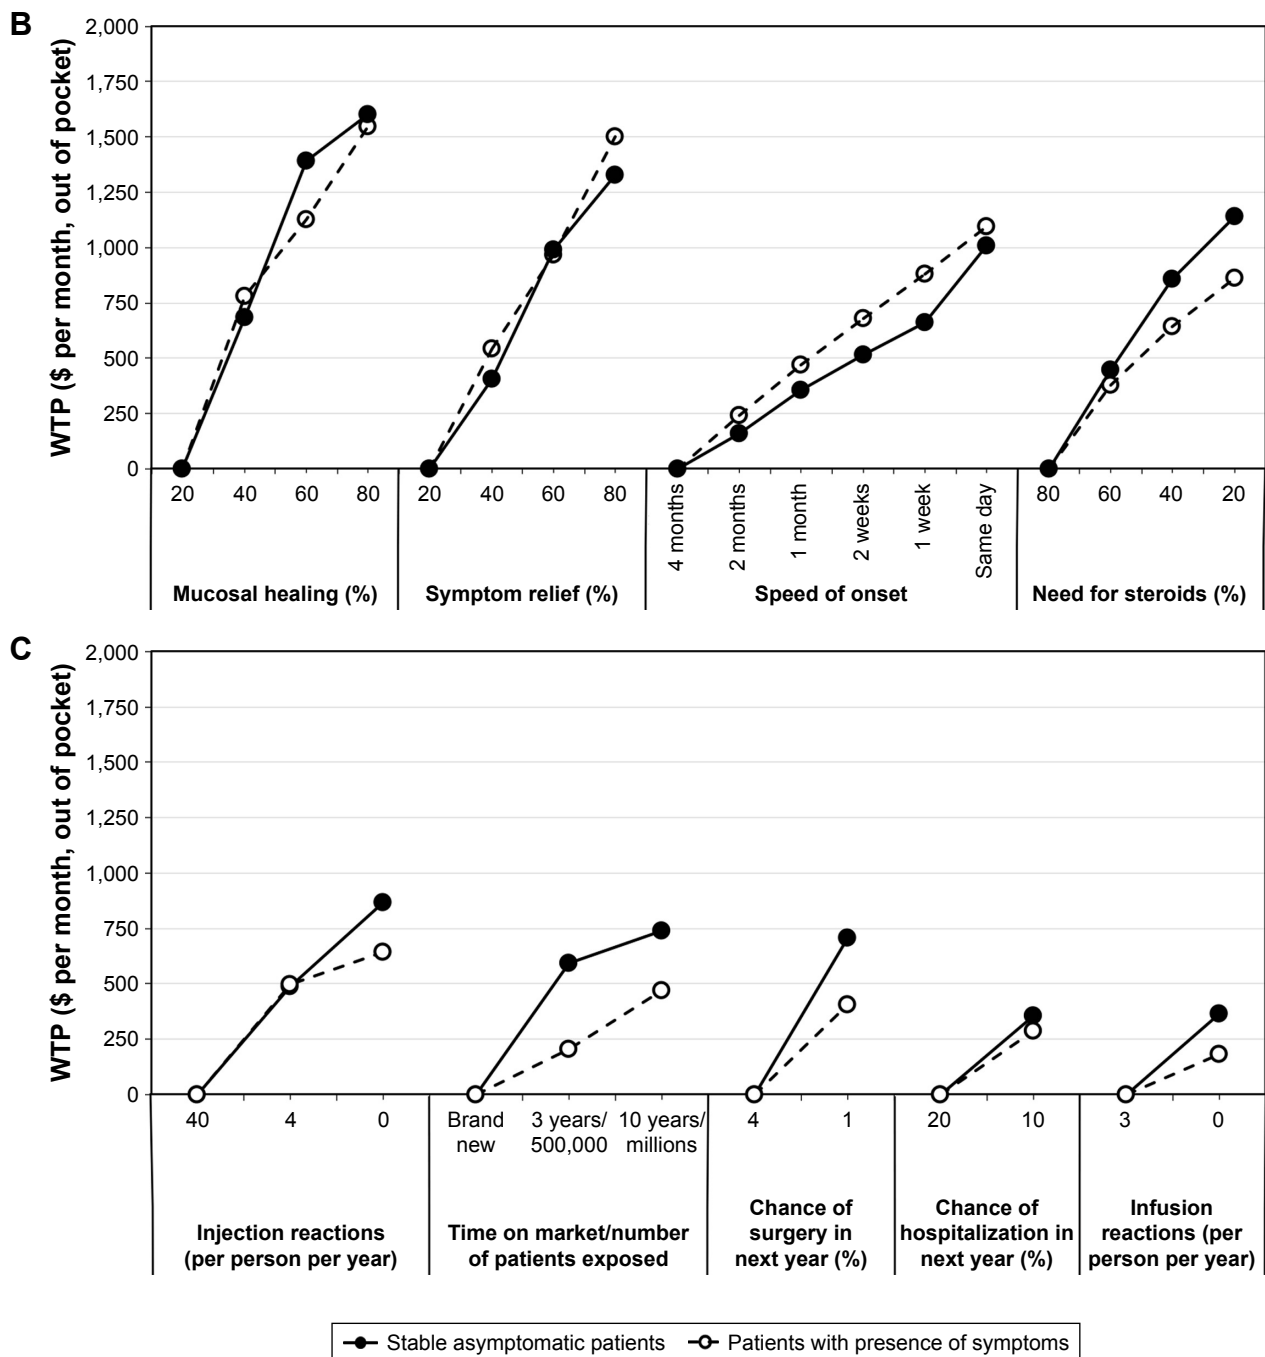 B
WTP ($ per month, out of pocket)
2,000
1,750
1,500
1,250
1,000
750
500
250
0
20 40 60 80 20 40 60 80 4 months 2 months 1 month 2 weeks 1 week Same day 80 60 40 20
Mucosal healing (%) Symptom relief (%) Speed of onset Need for steroids (%)
C
WTP ($ per month, out of pocket)
2,000
1,750
1,500
1,250
1,000
750
500
250
0
40 4 0 Brand 3 years/ 10 years/ 4 1 20 10 3 0
new 500,000 millions
Chance of Chance of Infusion
Injection reactions Time on market/number surgery in hospitalization in reactions (per
(per person per year) of patients exposed next year (%) next year (%) person per year)
Stable asymptomatic patients Patients with presence of symptoms